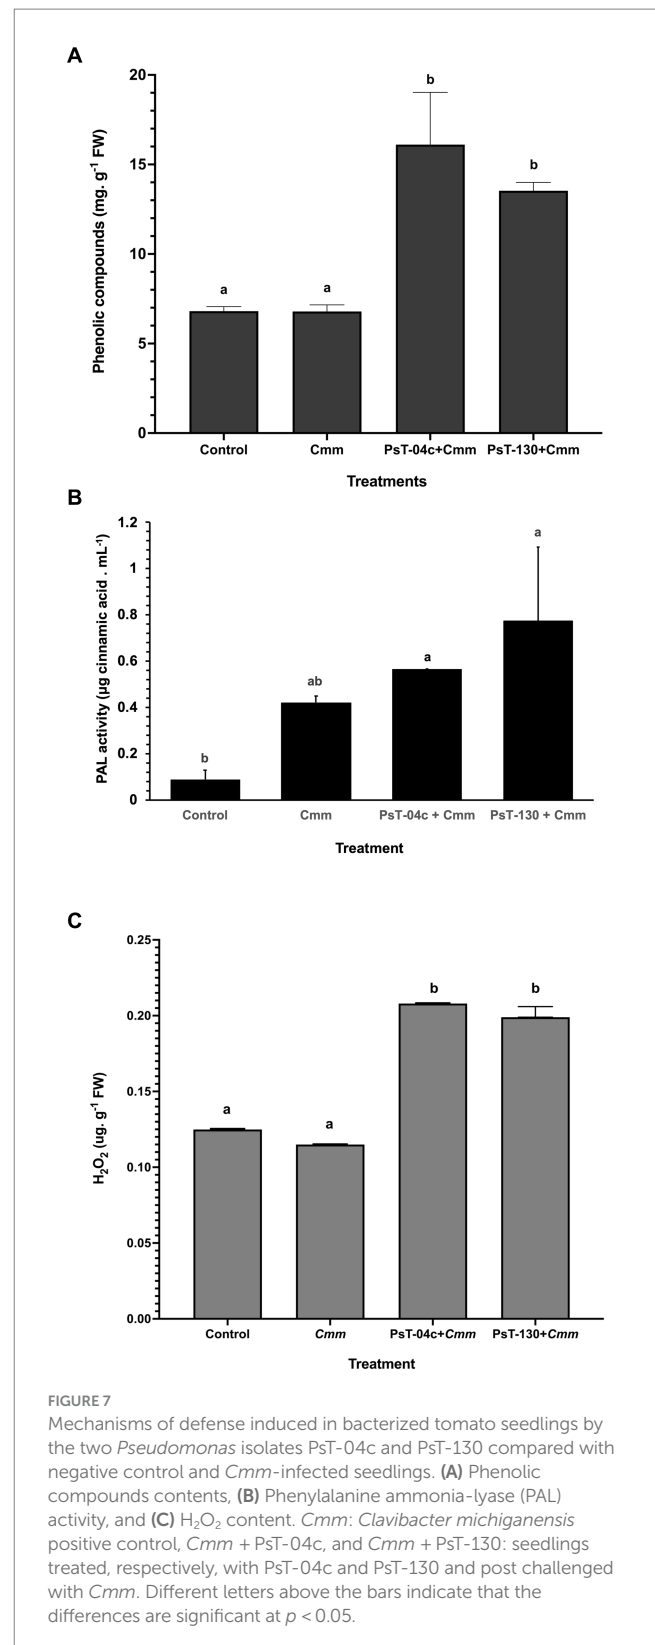 A
Phenolic compounds (mg. g⁻¹ FW)
20
15
10
5
0
a
a
b
b
Control
Cmm
PsT-04c+Cmm
PsT-130+Cmm
Treatments
B
PAL activity (µg cinnamic acid . mL⁻¹)
1.2
1
0.8
0.6
0.4
0.2
0
b
ab
a
a
Control
Cmm
PsT-04c + Cmm
PsT-130 + Cmm
Treatment
C
H₂O₂ (ug. g⁻¹ FW)
0.25
0.20
0.15
0.10
0.05
0.00
a
a
b
b
Control
Cmm
PsT-04c+Cmm
PsT-130+Cmm
Treatment
FIGURE 7
Mechanisms of defense induced in bacterized tomato seedlings by
the two Pseudomonas isolates PsT-04c and PsT-130 compared with
negative control and Cmm-infected seedlings. (A) Phenolic
compounds contents, (B) Phenylalanine ammonia-lyase (PAL)
activity, and (C) H₂O₂ content. Cmm: Clavibacter michiganensis
positive control, Cmm + PsT-04c, and Cmm + PsT-130: seedlings
treated, respectively, with PsT-04c and PsT-130 and post challenged
with Cmm. Different letters above the bars indicate that the
differences are significant at p < 0.05.